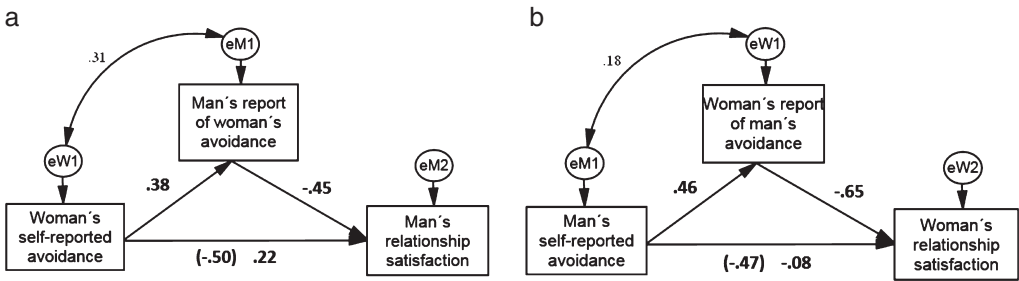 a
eM1
.31
Man´s report
of woman´s
avoidance
eW1
eM2
.38
-.45
Woman´s
self-reported
avoidance
Man´s
relationship
satisfaction
(-.50) .22
b
eW1
.18
Woman´s report
of man´s
avoidance
eM1
eW2
.46
-.65
Man´s
self-reported
avoidance
Woman´s
relationship
satisfaction
(-.47) -.08